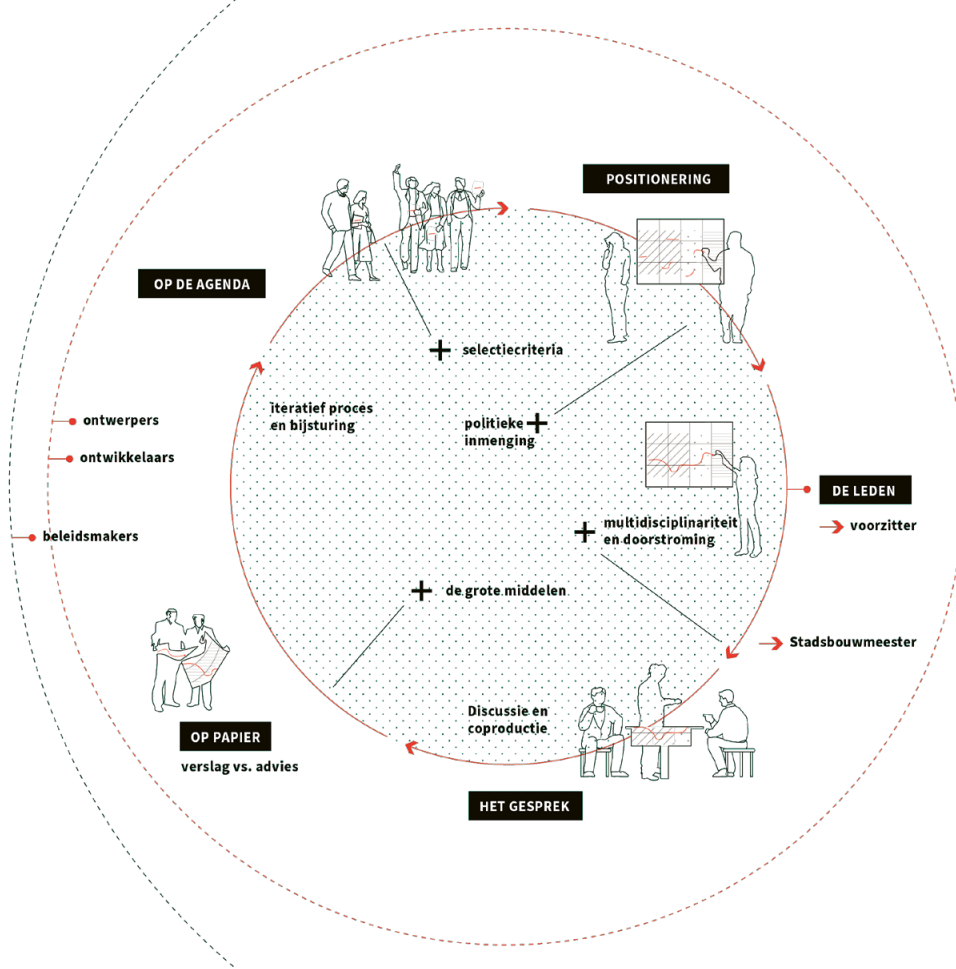 POSITIONERING
OP DE AGENDA
selectiecriteria
iteratief proces
en bijsturing
politieke
inmenging
ontwerpers
ontwikkelaars
beleidsmakers
DE LEDEN
voorzitter
multidisciplinariteit
en doorstroming
de grote middelen
Stadsbouwmeester
Discussie en
coproductie
OP PAPIER
verslag vs. advies
HET GESPREK